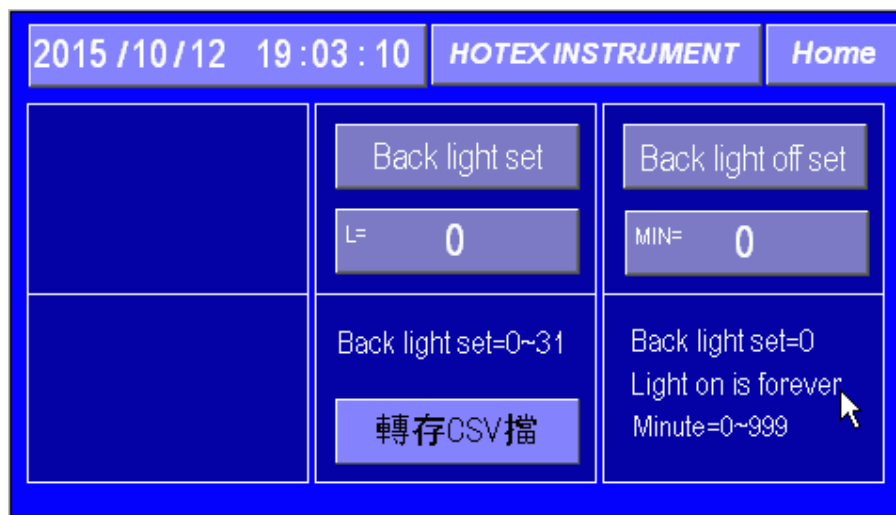 2015/10/12 19:03:10
HOTEX INSTRUMENT
Home
Back light set
L= 0
Back light off set
MIN= 0
Back light set=0~31
轉存CSV擋
Back light set=0
Light on is forever
Minute=0~999